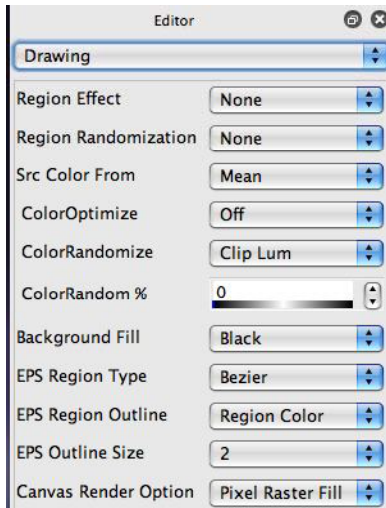 Editor
Drawing
Region Effect None
Region Randomization None
Src Color From Mean
ColorOptimize Off
ColorRandomize Clip Lum
ColorRandom % 0
Background Fill Black
EPS Region Type Bezier
EPS Region Outline Region Color
EPS Outline Size 2
Canvas Render Option Pixel Raster Fill